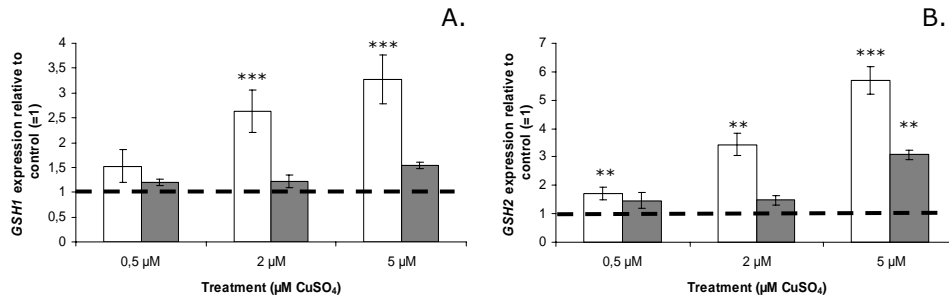 A.
GSH1 expression relative to
control (=1)
4
3,5
3
2,5
2
1,5
1
0,5
0
***
***
0,5 µM
2 µM
5 µM
Treatment (µM CuSO₄)
B.
GSH2 expression relative to
control (=1)
7
6
5
4
3
2
1
0
**
**
***
**
0,5 µM
2 µM
5 µM
Treatment (µM CuSO₄)